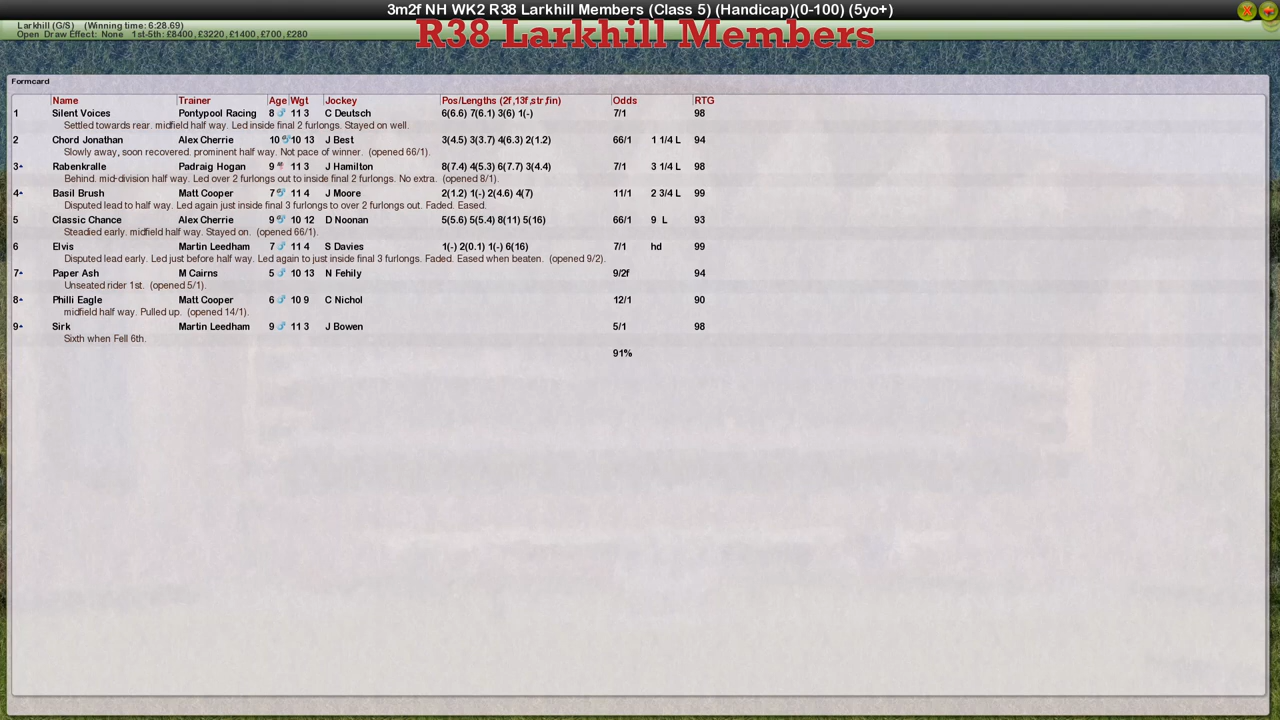 3m2f NH WK2 R38 Larkhill Members (Class 5) (Handicap)(0-100) (5yo+)
Larkhill (G/S) (Winning time: 6:28.69)
Open Draw Effect: None 1st-5th: £8400, £3220, £1400, £700, £280
R38 Larkhill Members
Formcard
Name Trainer Age Wgt Jockey Pos/Lengths (2f,13f,str,fin) Odds RTG
1 Silent Voices Pontypool Racing 8 11 3 C Deutsch 6(6.6) 7(6.1) 3(6) 1(-) 7/1 98
Settled towards rear. midfield half way. Led inside final 2 furlongs. Stayed on well.
2 Chord Jonathan Alex Cherrie 10 10 13 J Best 3(4.5) 3(3.7) 4(6.3) 2(1.2) 66/1 1 1/4 L 94
Slowly away, soon recovered. prominent half way. Not pace of winner. (opened 66/1).
3 Rabenkralle Padraig Hogan 9 11 3 J Hamilton 8(7.4) 4(5.3) 6(7.7) 3(4.4) 7/1 3 1/4 L 98
Behind. mid-division half way. Led over 2 furlongs out to inside final 2 furlongs. No extra. (opened 8/1).
4 Basil Brush Matt Cooper 7 11 4 J Moore 2(1.2) 1(-) 2(4.6) 4(7) 11/1 2 3/4 L 99
Disputed lead to half way. Led again just inside final 3 furlongs to over 2 furlongs out. Faded. Eased.
5 Classic Chance Alex Cherrie 9 10 12 D Noonan 5(5.6) 5(5.4) 8(11) 5(16) 66/1 9 L 93
Steadied early. midfield half way. Stayed on. (opened 66/1).
6 Elvis Martin Leedham 7 11 4 S Davies 1(-) 2(0.1) 1(-) 6(16) 7/1 hd 99
Disputed lead early. Led just before half way. Led again to just inside final 3 furlongs. Faded. Eased when beaten. (opened 9/2).
7 Paper Ash M Cairns 5 10 13 N Fehily 9/2f 94
Unseated rider 1st. (opened 5/1).
8 Philli Eagle Matt Cooper 6 10 9 C Nichol 12/1 90
midfield half way. Pulled up. (opened 14/1).
9 Sirk Martin Leedham 9 11 3 J Bowen 5/1 98
Sixth when Fell 6th.
91%